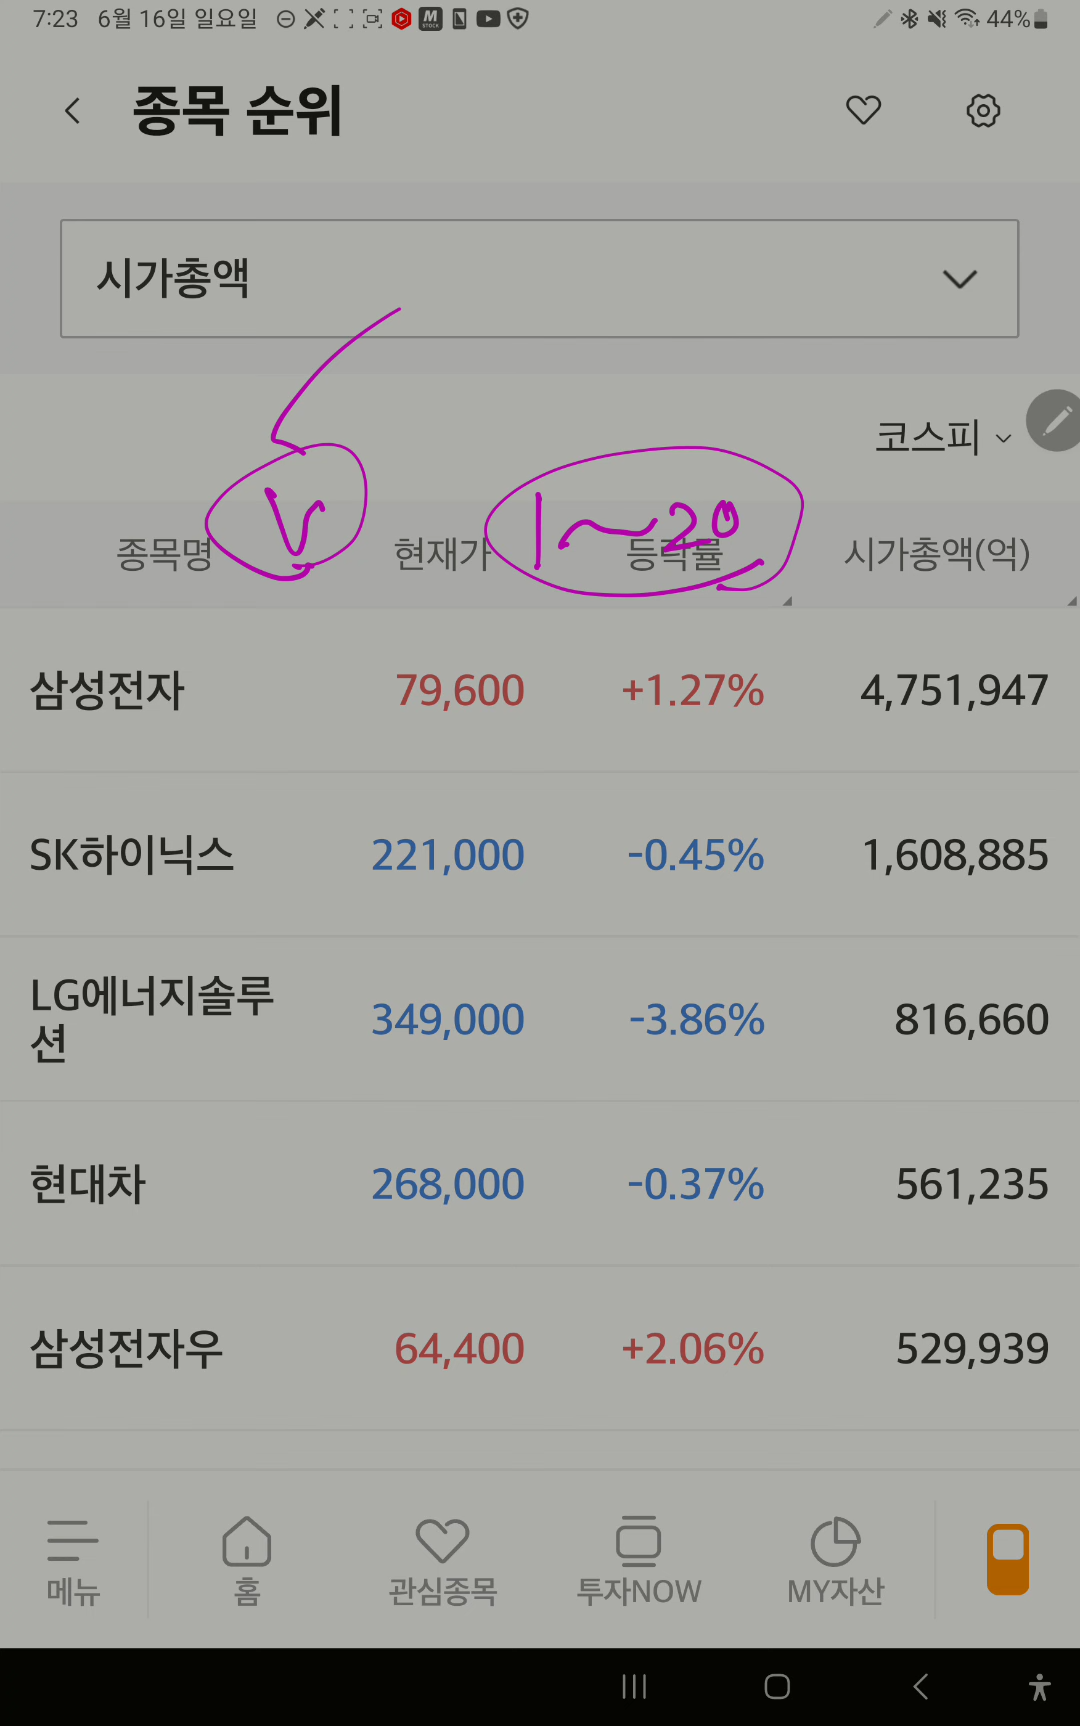 7:23 6월 16일 일요일 M STOCK 44%
종목 순위
시가총액
코스피
V 1~20
종목명 현재가 등락률 시가총액(억)
삼성전자 79,600 +1.27% 4,751,947
SK하이닉스 221,000 -0.45% 1,608,885
LG에너지솔루
션 349,000 -3.86% 816,660
현대차 268,000 -0.37% 561,235
삼성전자우 64,400 +2.06% 529,939
메뉴 홈 관심종목 투자NOW MY자산